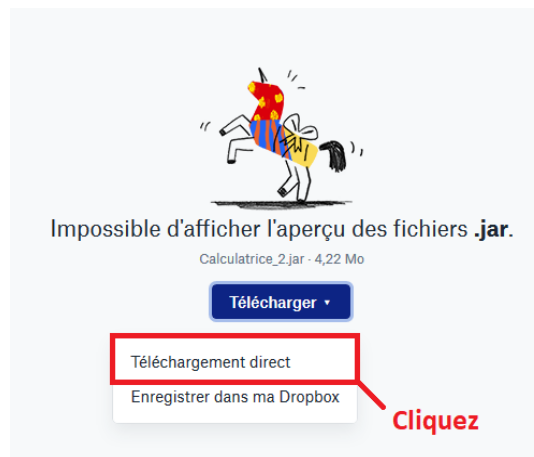 Impossible d'afficher l'aperçu des fichiers .jar.
Calculatrice_2.jar · 4,22 Mo
Télécharger
Téléchargement direct
Enregistrer dans ma Dropbox
Cliquez